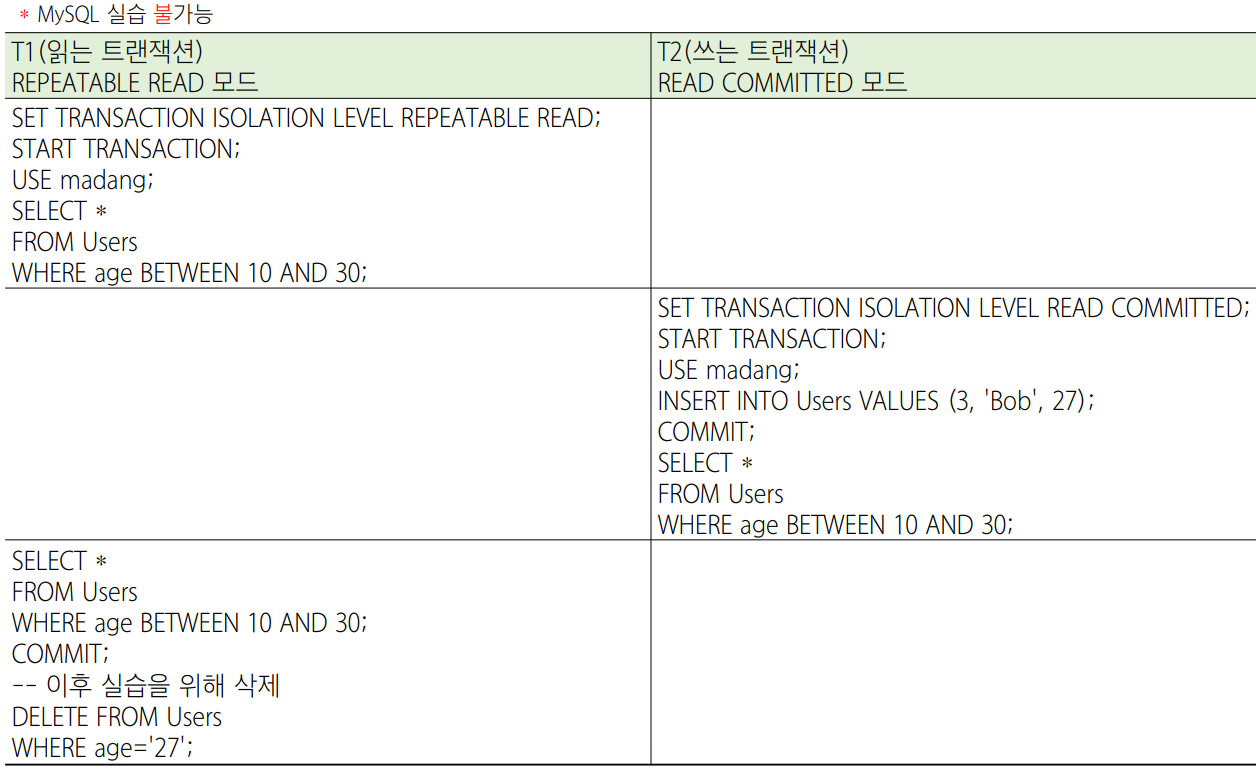 * MySQL 실습 불가능
T1(읽는 트랜잭션)
REPEATABLE READ 모드
T2(쓰는 트랜잭션)
READ COMMITTED 모드
SET TRANSACTION ISOLATION LEVEL REPEATABLE READ;
START TRANSACTION;
USE madang;
SELECT *
FROM Users
WHERE age BETWEEN 10 AND 30;
SET TRANSACTION ISOLATION LEVEL READ COMMITTED;
START TRANSACTION;
USE madang;
INSERT INTO Users VALUES (3, 'Bob', 27);
COMMIT;
SELECT *
FROM Users
WHERE age BETWEEN 10 AND 30;
SELECT *
FROM Users
WHERE age BETWEEN 10 AND 30;
COMMIT;
-- 이후 실습을 위해 삭제
DELETE FROM Users
WHERE age='27';